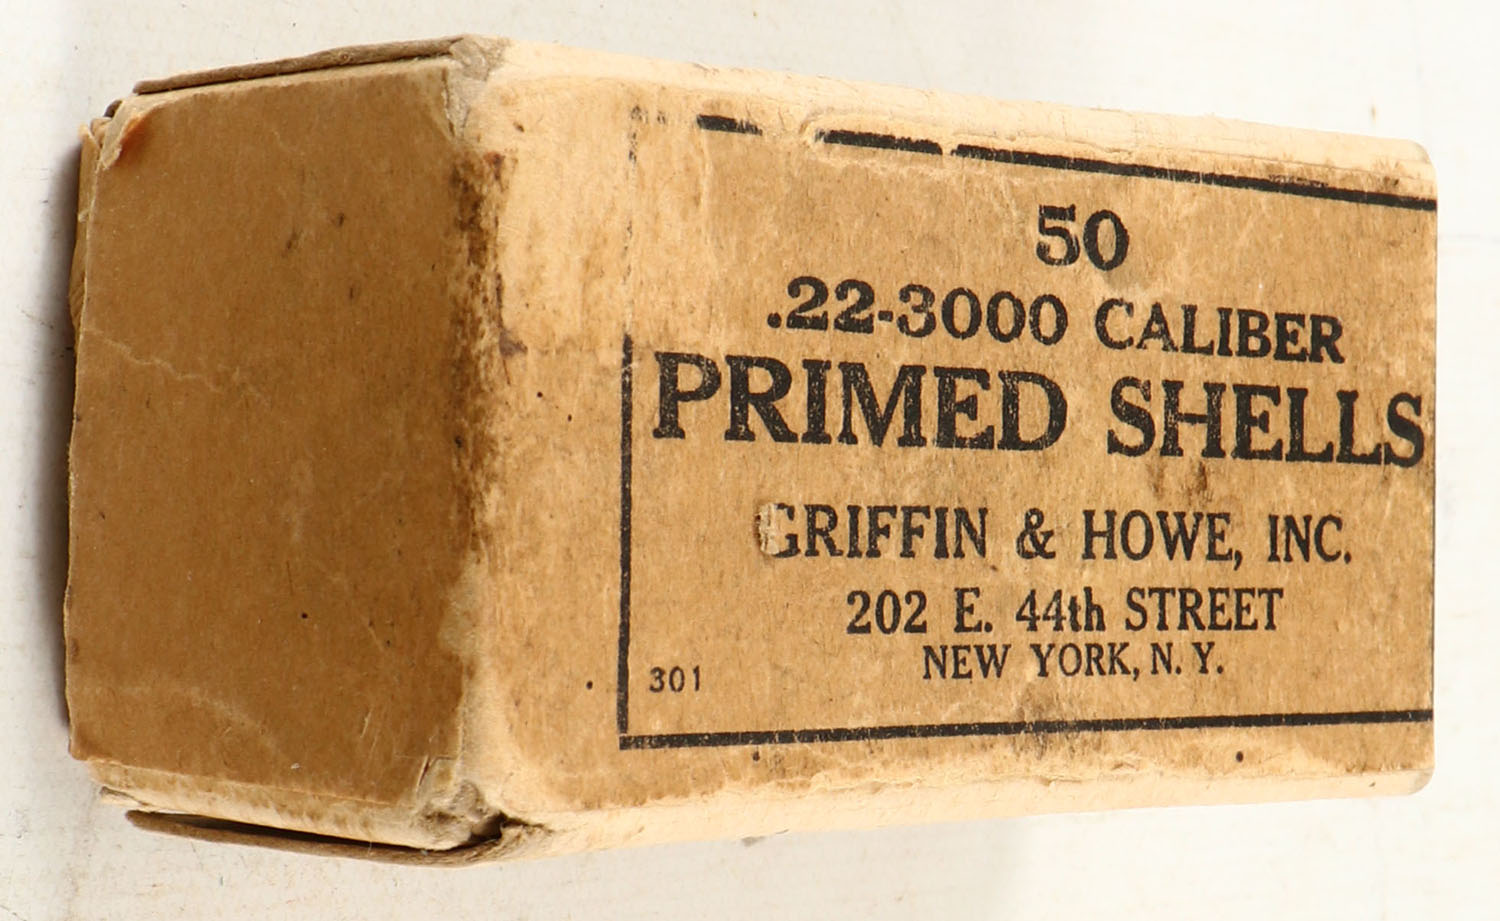 50
.22-3000 CALIBER
PRIMED SHELLS
GRIFFIN & HOWE, INC.
202 E. 44th STREET
NEW YORK, N. Y.
301